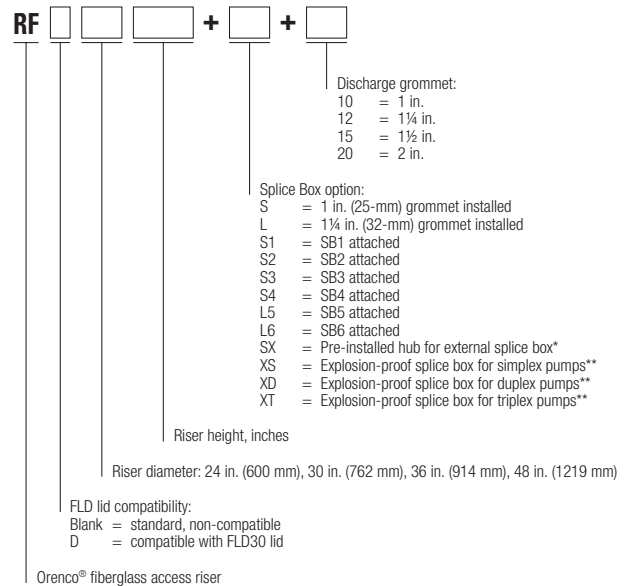 RF + +
Discharge grommet:
10 = 1 in.
12 = 1¼ in.
15 = 1½ in.
20 = 2 in.
Splice Box option:
S = 1 in. (25-mm) grommet installed
L = 1¼ in. (32-mm) grommet installed
S1 = SB1 attached
S2 = SB2 attached
S3 = SB3 attached
S4 = SB4 attached
L5 = SB5 attached
L6 = SB6 attached
SX = Pre-installed hub for external splice box*
XS = Explosion-proof splice box for simplex pumps**
XD = Explosion-proof splice box for duplex pumps**
XT = Explosion-proof splice box for triplex pumps**
Riser height, inches
Riser diameter: 24 in. (600 mm), 30 in. (762 mm), 36 in. (914 mm), 48 in. (1219 mm)
FLD lid compatibility:
Blank = standard, non-compatible
D = compatible with FLD30 lid
Orenco® fiberglass access riser